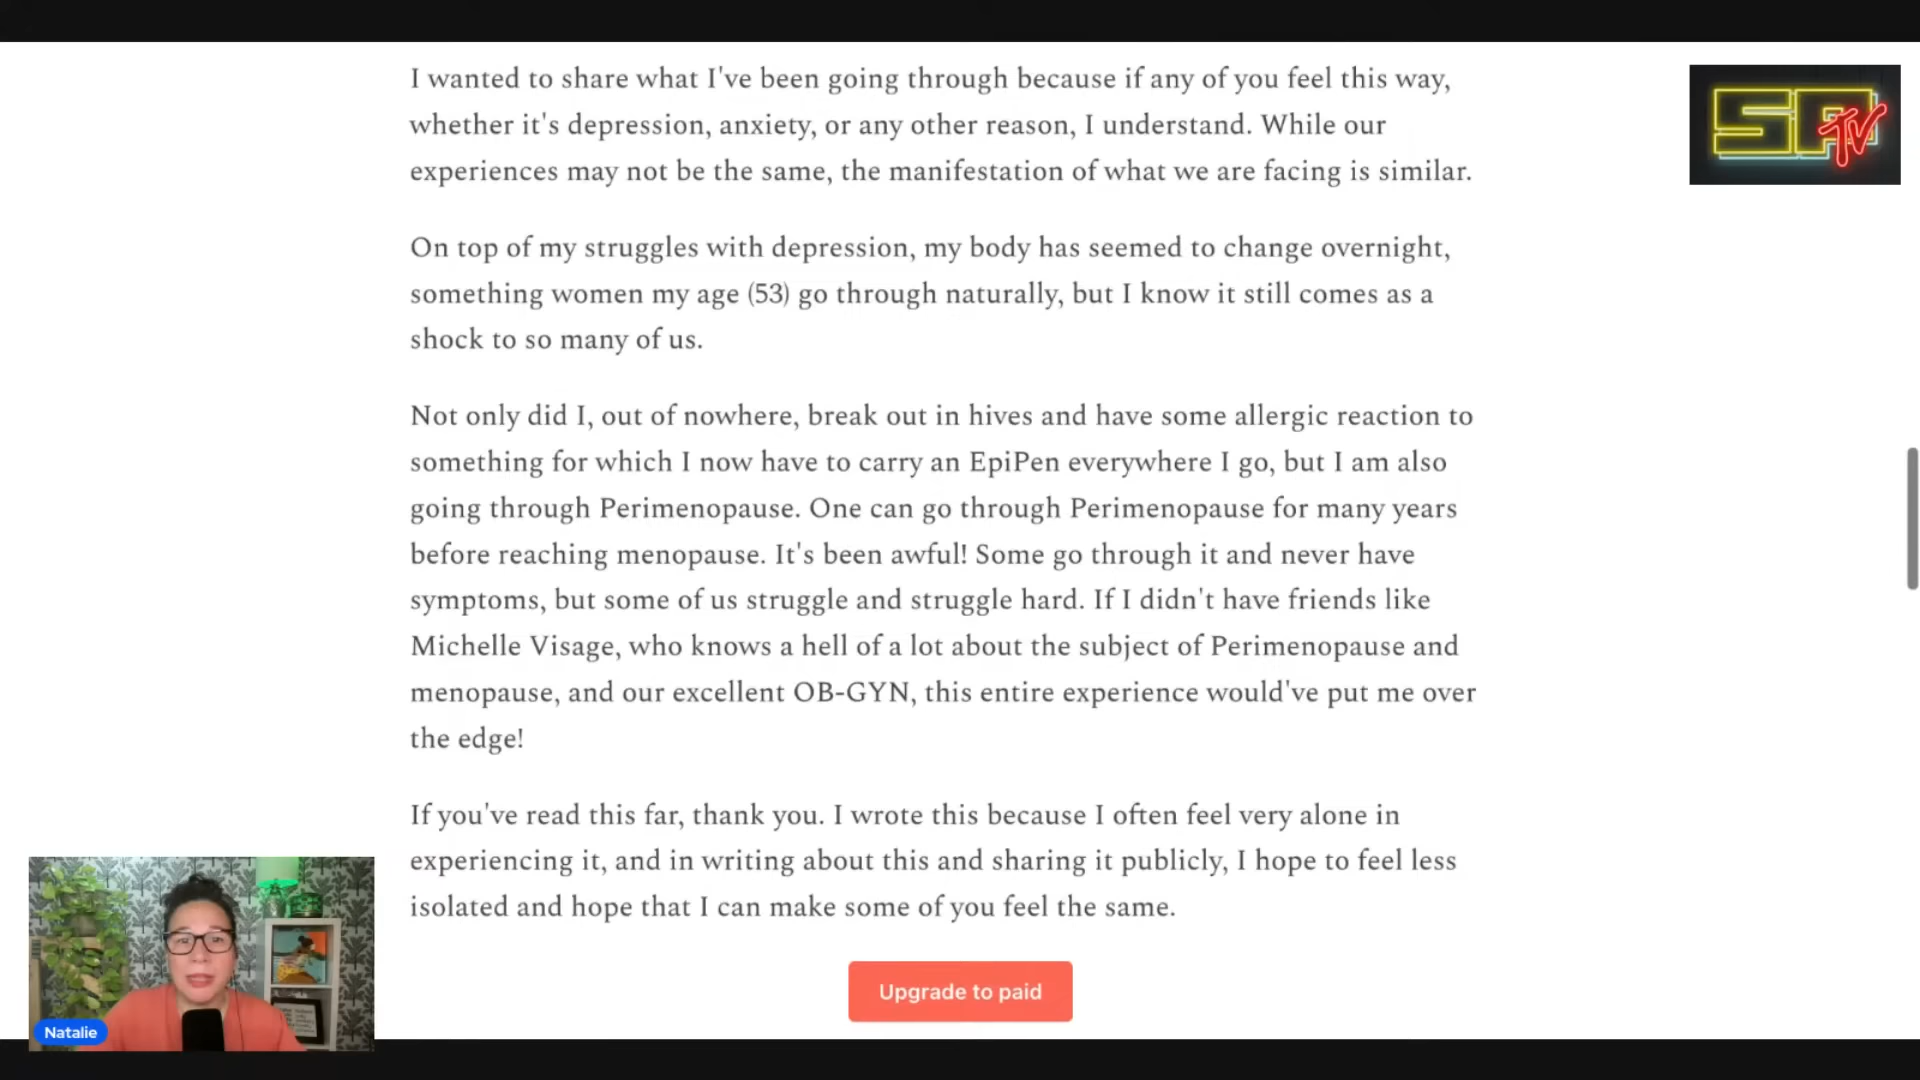 I wanted to share what I've been going through because if any of you feel this way,
whether it's depression, anxiety, or any other reason, I understand. While our
experiences may not be the same, the manifestation of what we are facing is similar.
On top of my struggles with depression, my body has seemed to change overnight,
something women my age (53) go through naturally, but I know it still comes as a
shock to so many of us.
Not only did I, out of nowhere, break out in hives and have some allergic reaction to
something for which I now have to carry an EpiPen everywhere I go, but I am also
going through Perimenopause. One can go through Perimenopause for many years
before reaching menopause. It's been awful! Some go through it and never have
symptoms, but some of us struggle and struggle hard. If I didn't have friends like
Michelle Visage, who knows a hell of a lot about the subject of Perimenopause and
menopause, and our excellent OB-GYN, this entire experience would've put me over
the edge!
If you've read this far, thank you. I wrote this because I often feel very alone in
experiencing it, and in writing about this and sharing it publicly, I hope to feel less
isolated and hope that I can make some of you feel the same.
Upgrade to paid
SPTV
Natalie